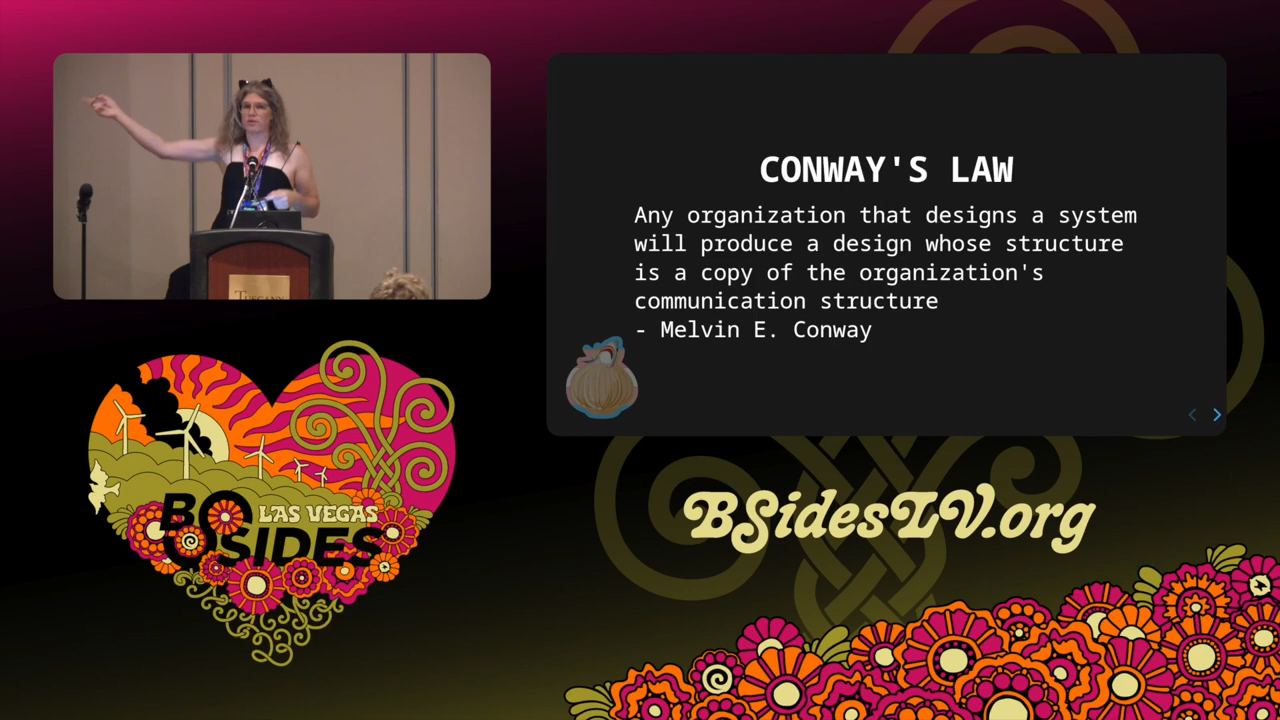 TUSCANY
CONWAY'S LAW
Any organization that designs a system
will produce a design whose structure
is a copy of the organization's
communication structure
- Melvin E. Conway
LAS VEGAS
BSIDES
BSidesLV.org